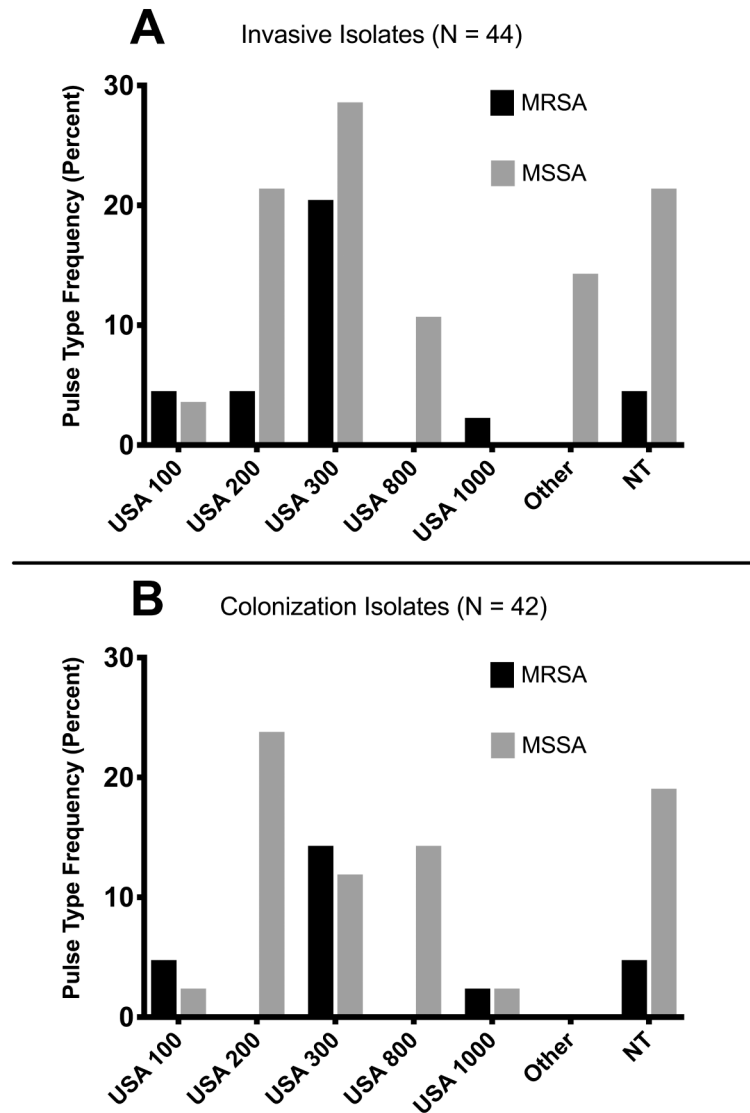 A
Invasive Isolates (N = 44)
Pulse Type Frequency (Percent)
30
20
10
0
MRSA
MSSA
USA 100
USA 200
USA 300
USA 800
USA 1000
Other
NT
B
Colonization Isolates (N = 42)
Pulse Type Frequency (Percent)
30
20
10
0
MRSA
MSSA
USA 100
USA 200
USA 300
USA 800
USA 1000
Other
NT